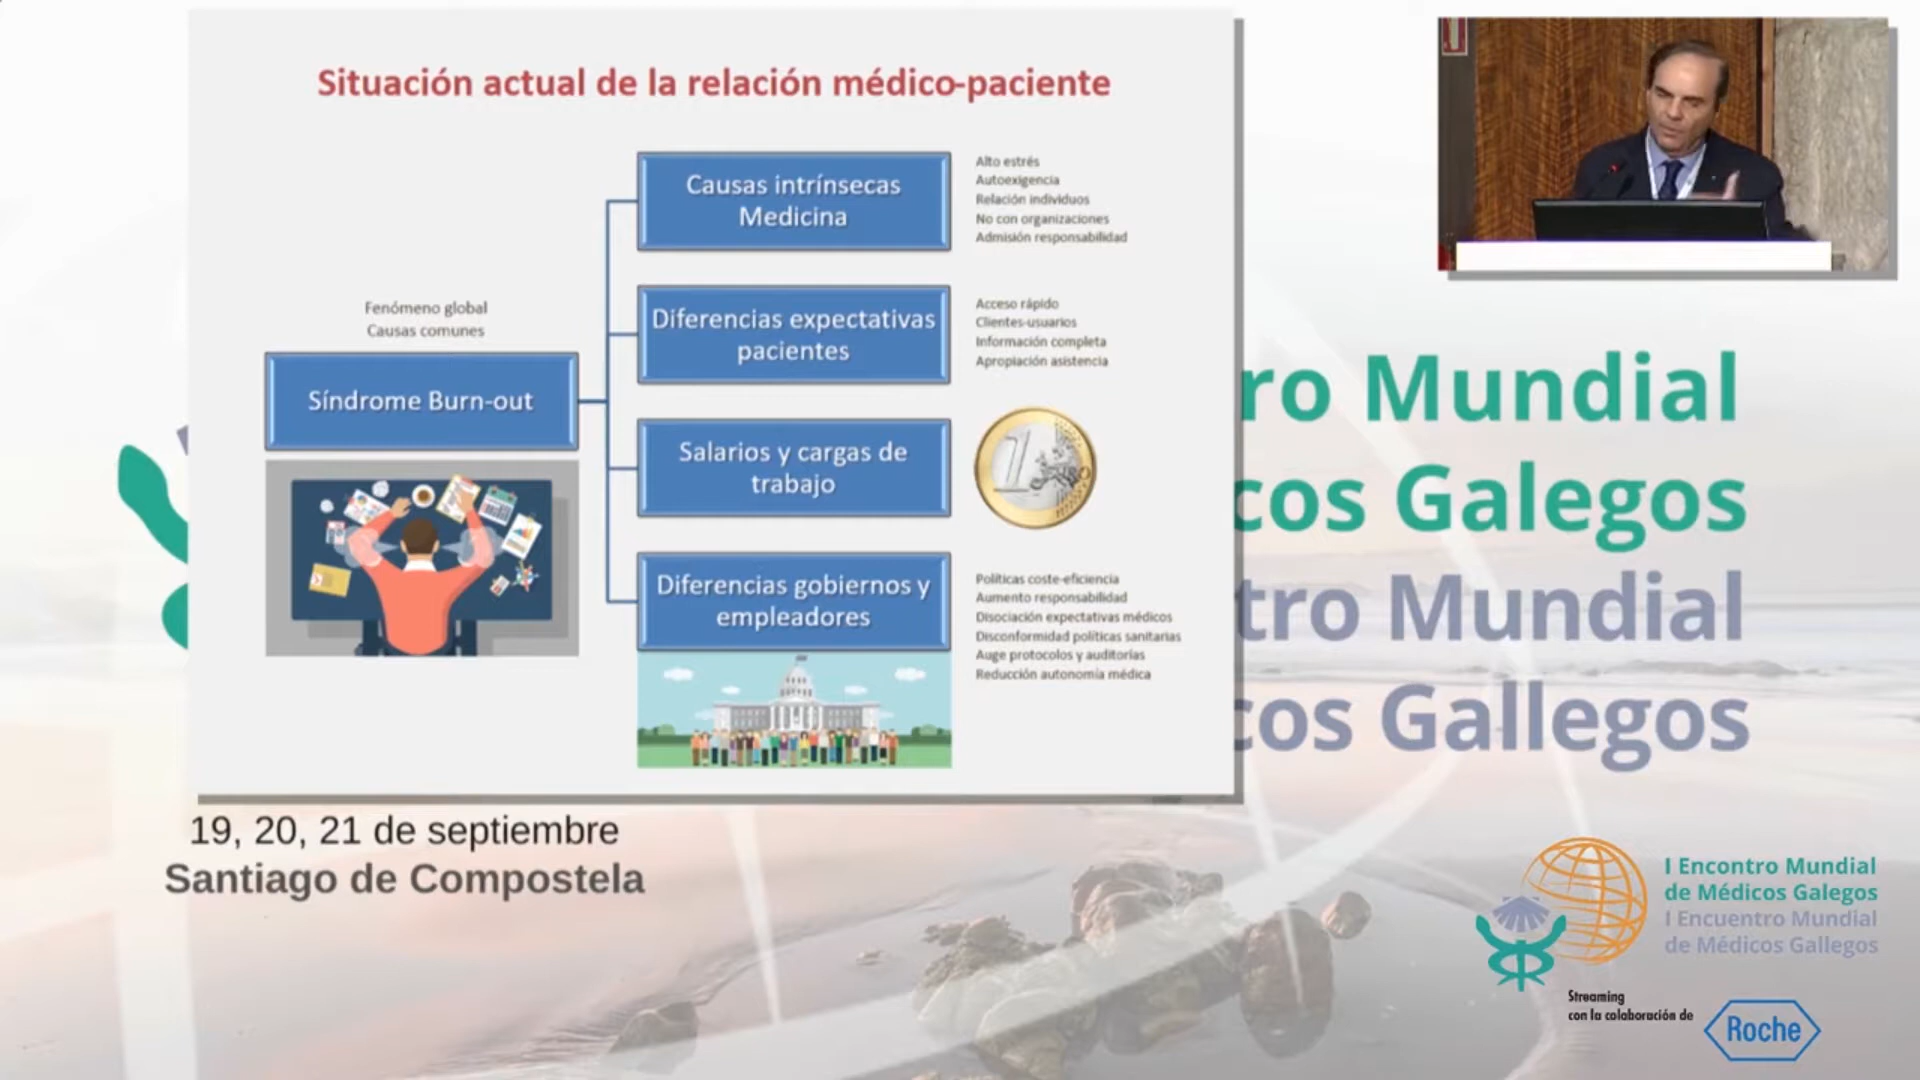 Situación actual de la relación médico-paciente
Fenómeno global
Causas comunes
Síndrome Burn-out
Causas intrínsecas
Medicina
Alto estrés
Autoexigencia
Relación individuos
No con organizaciones
Admisión responsabilidad
Diferencias expectativas
pacientes
Acceso rápido
Clientes-usuarios
Información completa
Apropiación asistencia
Salarios y cargas de
trabajo
1 EURO
Diferencias gobiernos y
empleadores
Políticas coste-eficiencia
Aumento responsabilidad
Disociación expectativas médicos
Disconformidad políticas sanitarias
Auge protocolos y auditorías
Reducción autonomía médica
ro Mundial
cos Galegos
tro Mundial
cos Gallegos
19, 20, 21 de septiembre
Santiago de Compostela
I Encontro Mundial
de Médicos Galegos
I Encuentro Mundial
de Médicos Gallegos
Streaming
con la colaboración de
Roche